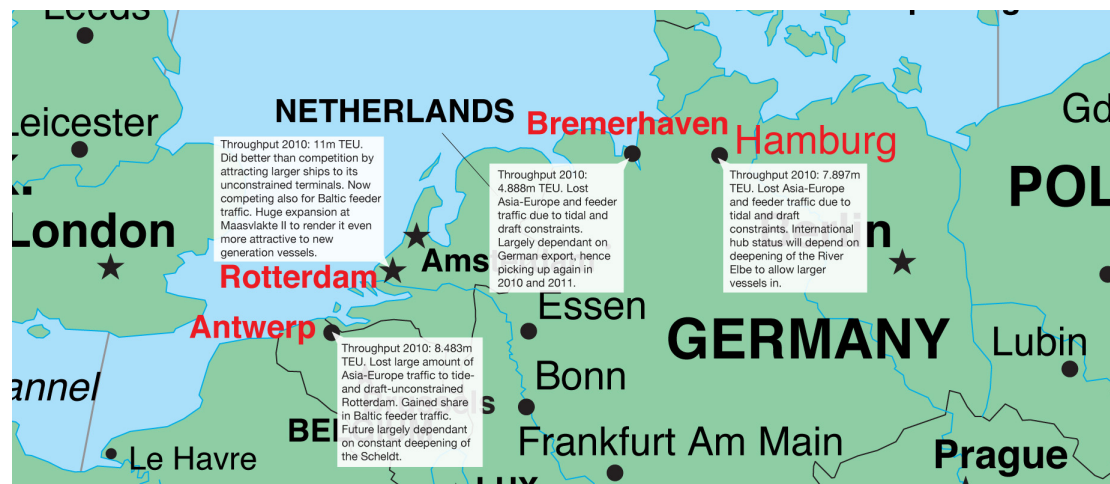 Leeds
Leicester
NETHERLANDS
Bremerhaven
Hamburg
Gd
Throughput 2010: 11m TEU.
Did better than competition by
attracting larger ships to its
unconstrained terminals. Now
competing also for Baltic feeder
traffic. Huge expansion at
Maasvlakte II to render it even
more attractive to new
generation vessels.
Throughput 2010:
4.888m TEU. Lost
Asia-Europe and feeder
traffic due to tidal and
draft constraints.
Largely dependant on
German export, hence
picking up again in
2010 and 2011.
Throughput 2010: 7.897m
TEU. Lost Asia-Europe
and feeder traffic due to
tidal and draft
constraints. International
hub status will depend on
deepening of the River
Elbe to allow larger
vessels in.
K.
POL
London
Berlin
Amsterdam
Rotterdam
Essen
Antwerp
GERMANY
Lubin
Throughput 2010: 8.483m
TEU. Lost large amount of
Asia-Europe traffic to tide-
and draft-unconstrained
Rotterdam. Gained share
in Baltic feeder traffic.
Future largely dependant
on constant deepening of
the Scheldt.
annel
Bonn
Brussels
BELGIUM
Le Havre
Frankfurt Am Main
Prague
LUX